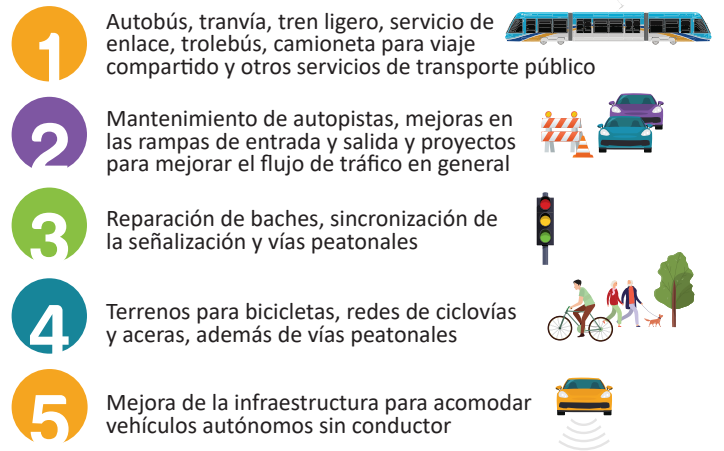 1
Autobús, tranvía, tren ligero, servicio de
enlace, trolebús, camioneta para viaje
compartido y otros servicios de transporte público
2
Mantenimiento de autopistas, mejoras en
las rampas de entrada y salida y proyectos
para mejorar el flujo de tráfico en general
3
Reparación de baches, sincronización de
la señalización y vías peatonales
4
Terrenos para bicicletas, redes de ciclovías
y aceras, además de vías peatonales
5
Mejora de la infraestructura para acomodar
vehículos autónomos sin conductor